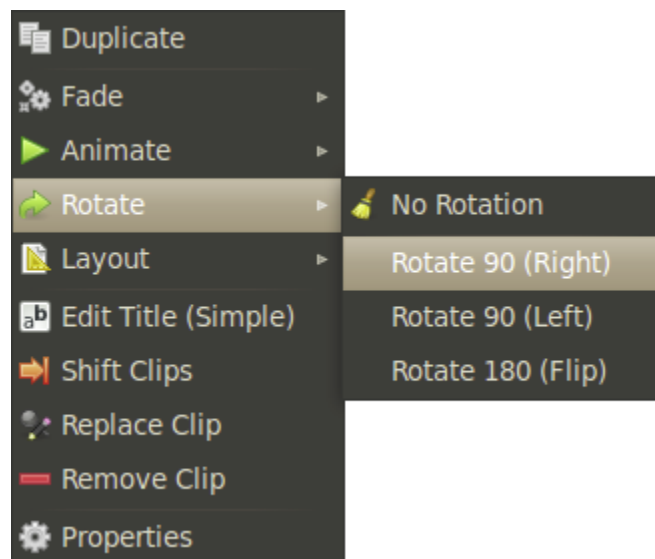 Duplicate
Fade
Animate
Rotate
Layout
ab Edit Title (Simple)
Shift Clips
Replace Clip
Remove Clip
Properties
No Rotation
Rotate 90 (Right)
Rotate 90 (Left)
Rotate 180 (Flip)